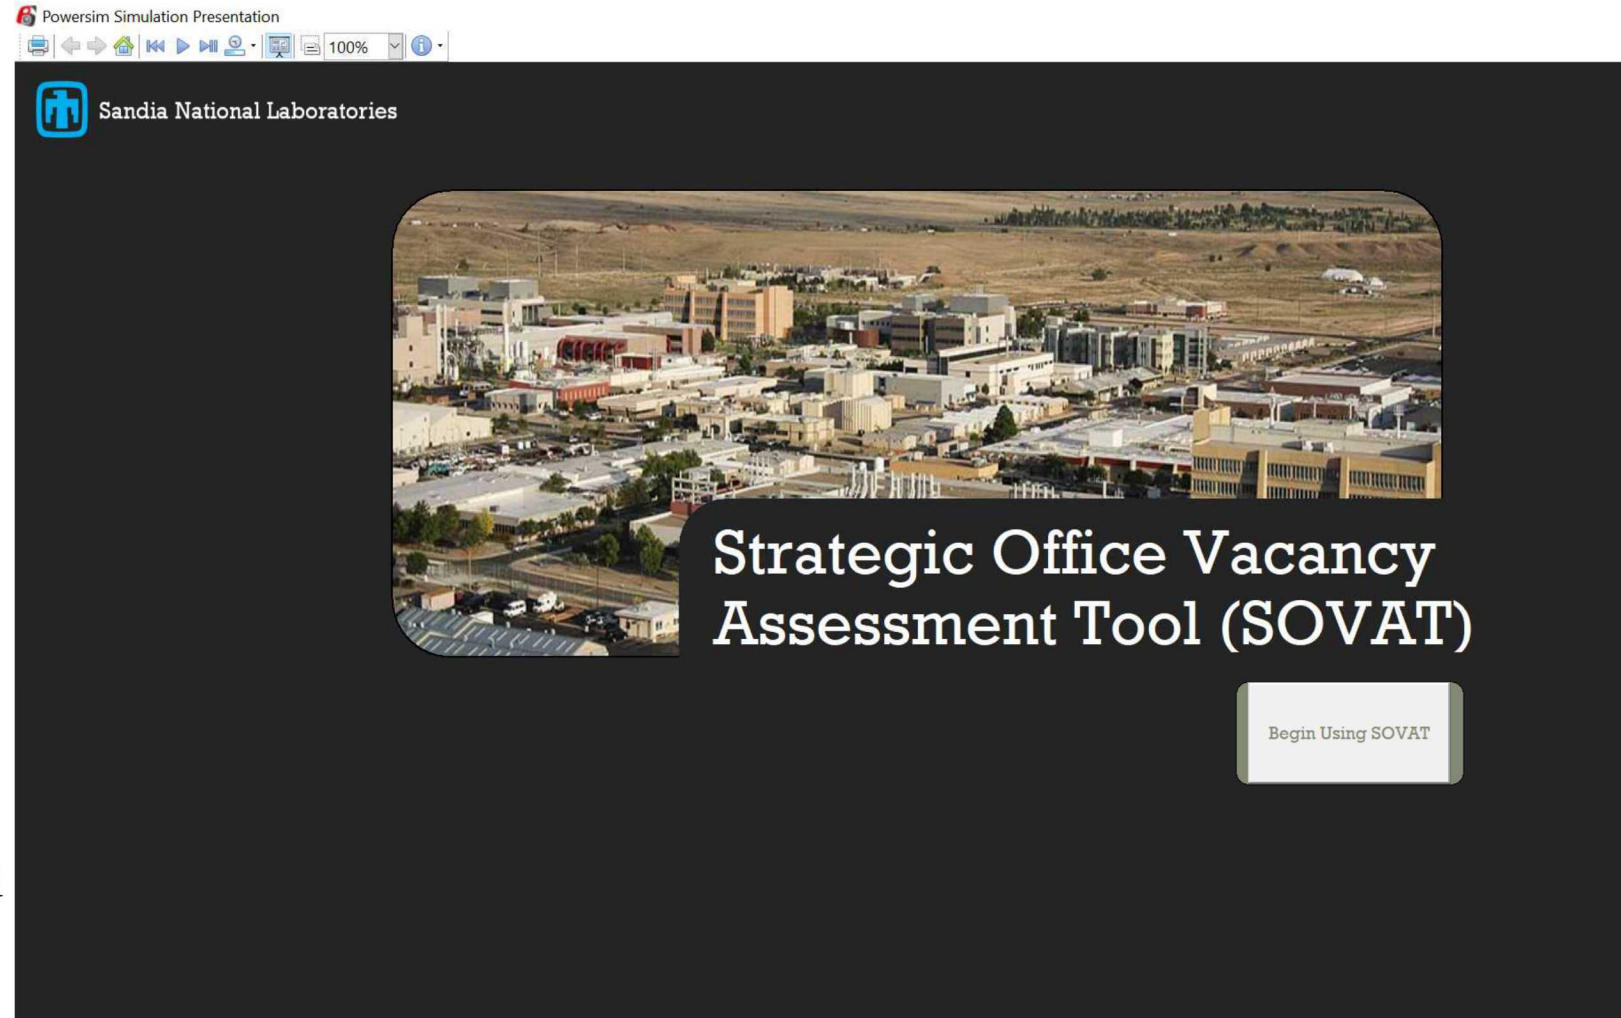 Powersim Simulation Presentation
100%
Sandia National Laboratories
Strategic Office Vacancy
Assessment Tool (SOVAT)
Begin Using SOVAT